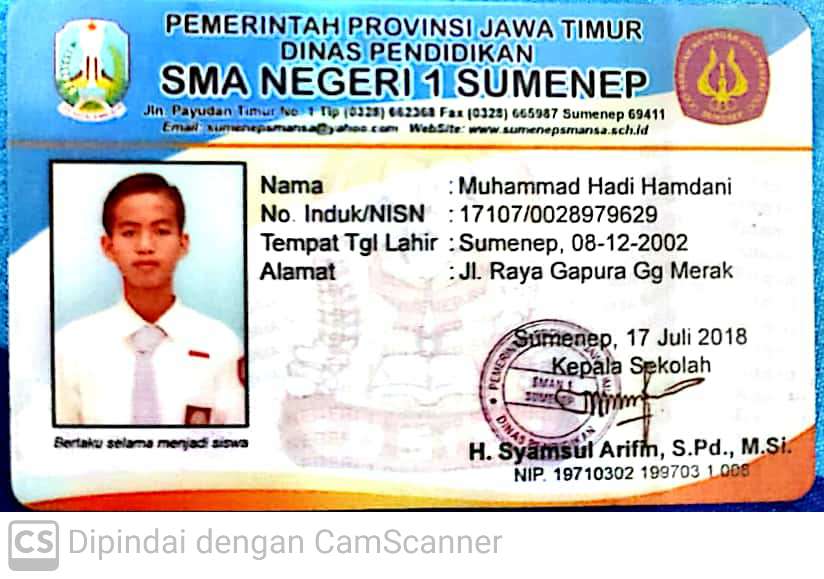 PEMERINTAH PROVINSI JAWA TIMUR
DINAS PENDIDIKAN
SMA NEGERI 1 SUMENEP
Jln. Payudan Timur No. 1 Tlp (0328) 662368 Fax (0328) 665987 Sumenep 69411
Email: sumenepsmansa@yahoo.com WebSite: www.sumenepsmansa.sch.id
Nama : Muhammad Hadi Hamdani
No. Induk/NISN : 17107/0028979629
Tempat Tgl Lahir : Sumenep, 08-12-2002
Alamat : Jl. Raya Gapura Gg Merak
Sumenep, 17 Juli 2018
Kepala Sekolah
SMAN 1
SUMENEP
DINAS PENDIDIKAN
Berlaku selama menjadi siswa
H. Syamsul Arifin, S.Pd., M.Si.
NIP. 19710302 199703 1 008
CS Dipindai dengan CamScanner